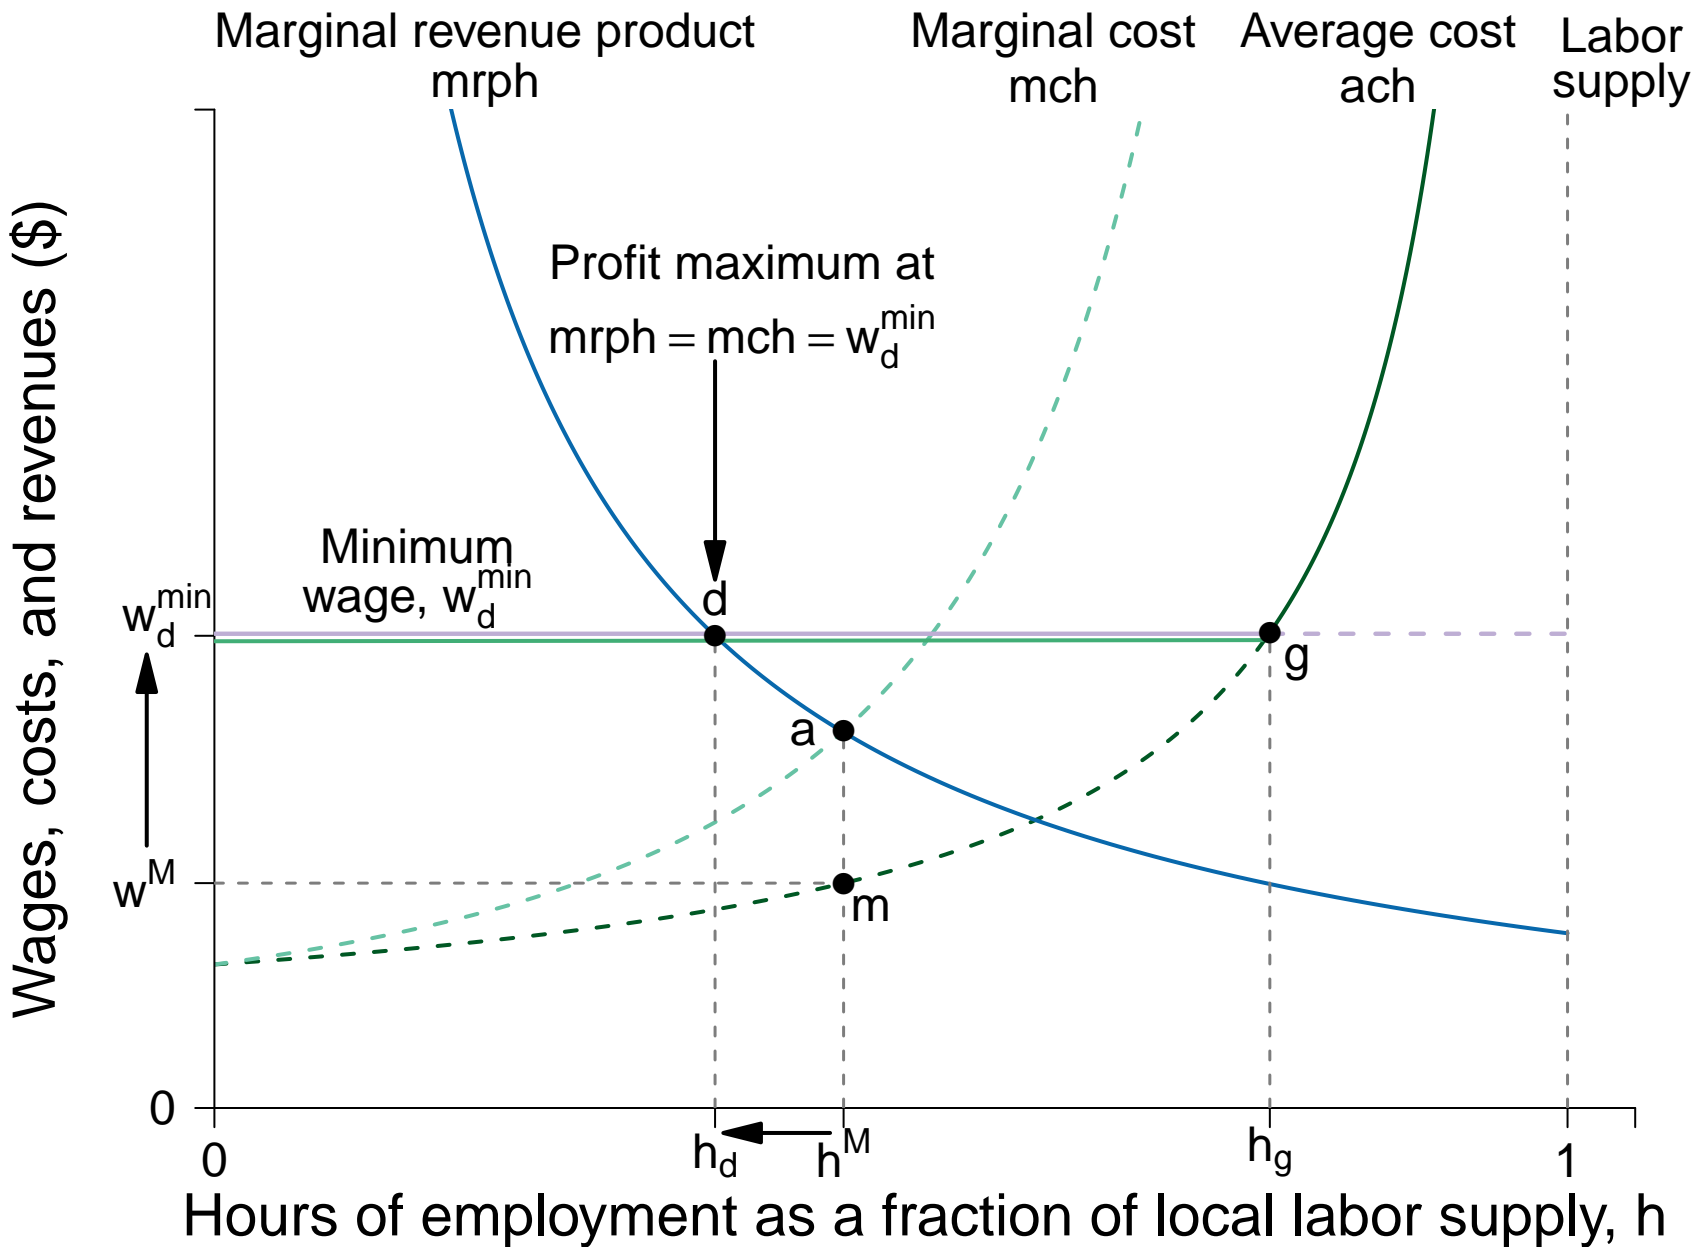 Marginal revenue product
mrph
Marginal cost
mch
Average cost
ach
Labor
supply
Profit maximum at
mrph = mch = w_d^min
Minimum
wage, w_d^min
d
g
a
m
w_d^min
w^M
0
0
h_d
h^M
h_g
1
Wages, costs, and revenues ($)
Hours of employment as a fraction of local labor supply, h